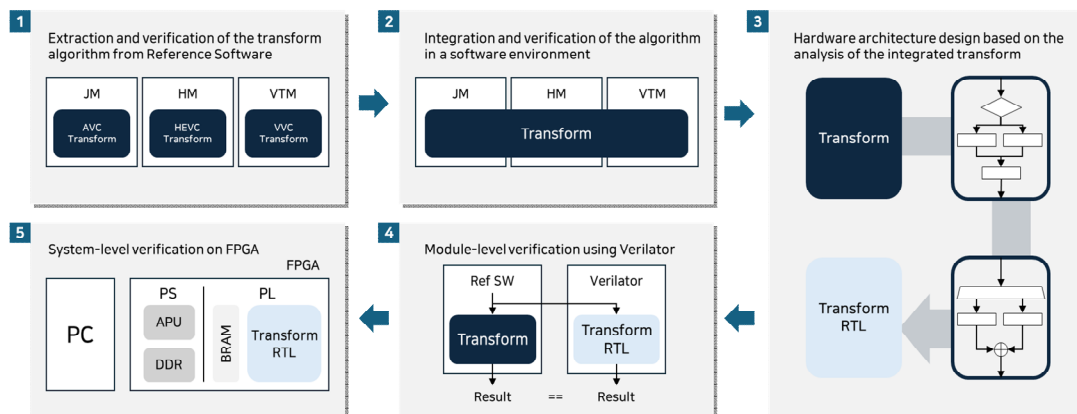 1
Extraction and verification of the transform
algorithm from Reference Software
JM
HM
VTM
AVC
Transform
HEVC
Transform
VVC
Transform
2
Integration and verification of the algorithm
in a software environment
JM
HM
VTM
Transform
3
Hardware architecture design based on the
analysis of the integrated transform
Transform
Transform
RTL
4
Module-level verification using Verilator
Ref SW
Verilator
Transform
Transform
RTL
Result == Result
5
System-level verification on FPGA
FPGA
PC
PS
APU
DDR
PL
BRAM
Transform
RTL